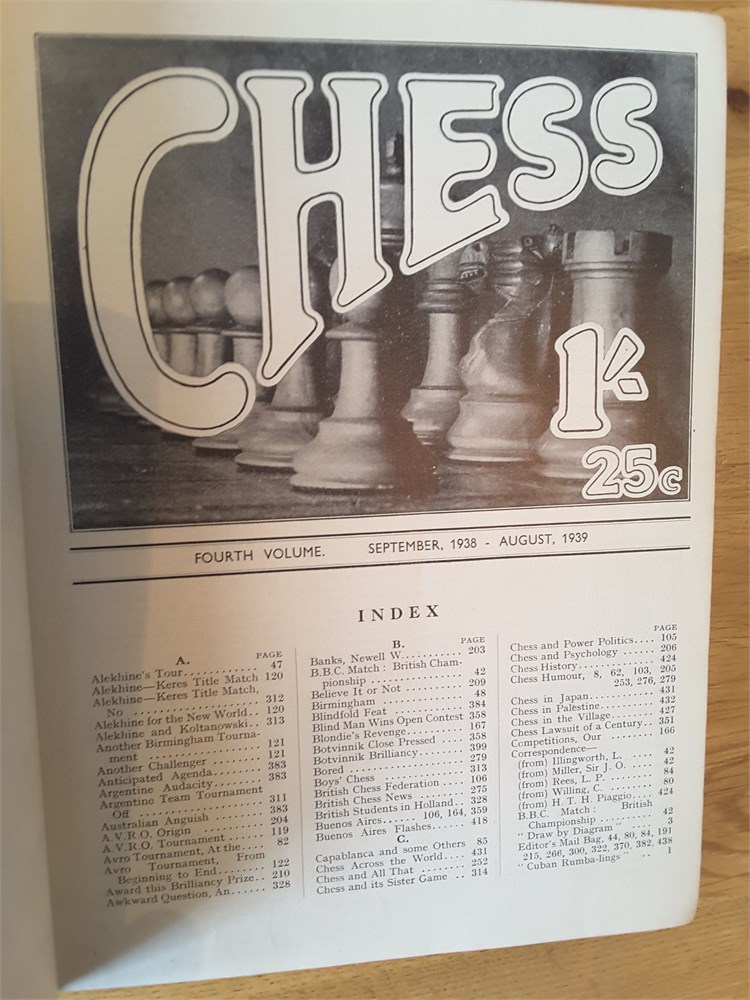 CHESS
1/-
25c
FOURTH VOLUME. SEPTEMBER, 1938 - AUGUST, 1939
INDEX
A. PAGE
Alekhine's Tour........... 47
Alekhine—Keres Title Match 120
Alekhine—Keres Title Match,
No .................. 312
Alekhine for the New World.. 120
Alekhine and Koltanowski.. 313
Another Birmingham Tourna-
ment ................ 121
Another Challenger ........ 121
Anticipated Agenda........ 383
Argentine Audacity........ 383
Argentine Team Tournament
Off .................. 311
Australian Anguish ........ 383
A.V.R.O. Origin .......... 204
A.V.R.O. Tournament ...... 119
Avro Tournament, At the.... 82
Avro Tournament, From
Beginning to End........ 122
Award this Brilliancy Prize.. 210
Awkward Question, An...... 328
B. PAGE
Banks, Newell W........... 203
B.B.C. Match : British Cham-
pionship .............. 42
Believe It or Not .......... 209
Birmingham .............. 48
Blindfold Feat ............ 384
Blind Man Wins Open Contest 358
Blondie's Revenge.......... 167
Botvinnik Close Pressed .... 358
Botvinnik Brilliancy........ 399
Bored .................... 279
Boys' Chess .............. 313
British Chess Federation .... 106
British Chess News ........ 275
British Students in Holland.. 328
Buenos Aires...... 106, 164, 359
Buenos Aires Flashes........ 418
C.
Capablanca and some Others 85
Chess Across the World.... 431
Chess and All That ........ 252
Chess and its Sister Game .. 314
PAGE
Chess and Power Politics.... 105
Chess and Psychology ...... 206
Chess History.............. 424
Chess Humour, 8, 62, 103, 205
253, 276, 279
Chess in Japan............ 431
Chess in Palestine.......... 432
Chess in the Village........ 427
Chess Lawsuit of a Century.. 351
Competitions, Our ........ 166
Correspondence—
(from) Illingworth, L. .... 42
(from) Miller, Sir J. O. .... 42
(from) Rees, L. P. ........ 84
(from) Willing, C. ........ 80
(from) H. T. H. Piaggio.... 424
B.B.C. Match: British
Championship .......... 42
" Draw by Diagram " .... 3
Editor's Mail Bag, 44, 80, 84, 191
215, 266, 300, 322, 370, 382, 438
" Cuban Rumba-lings " .. 1